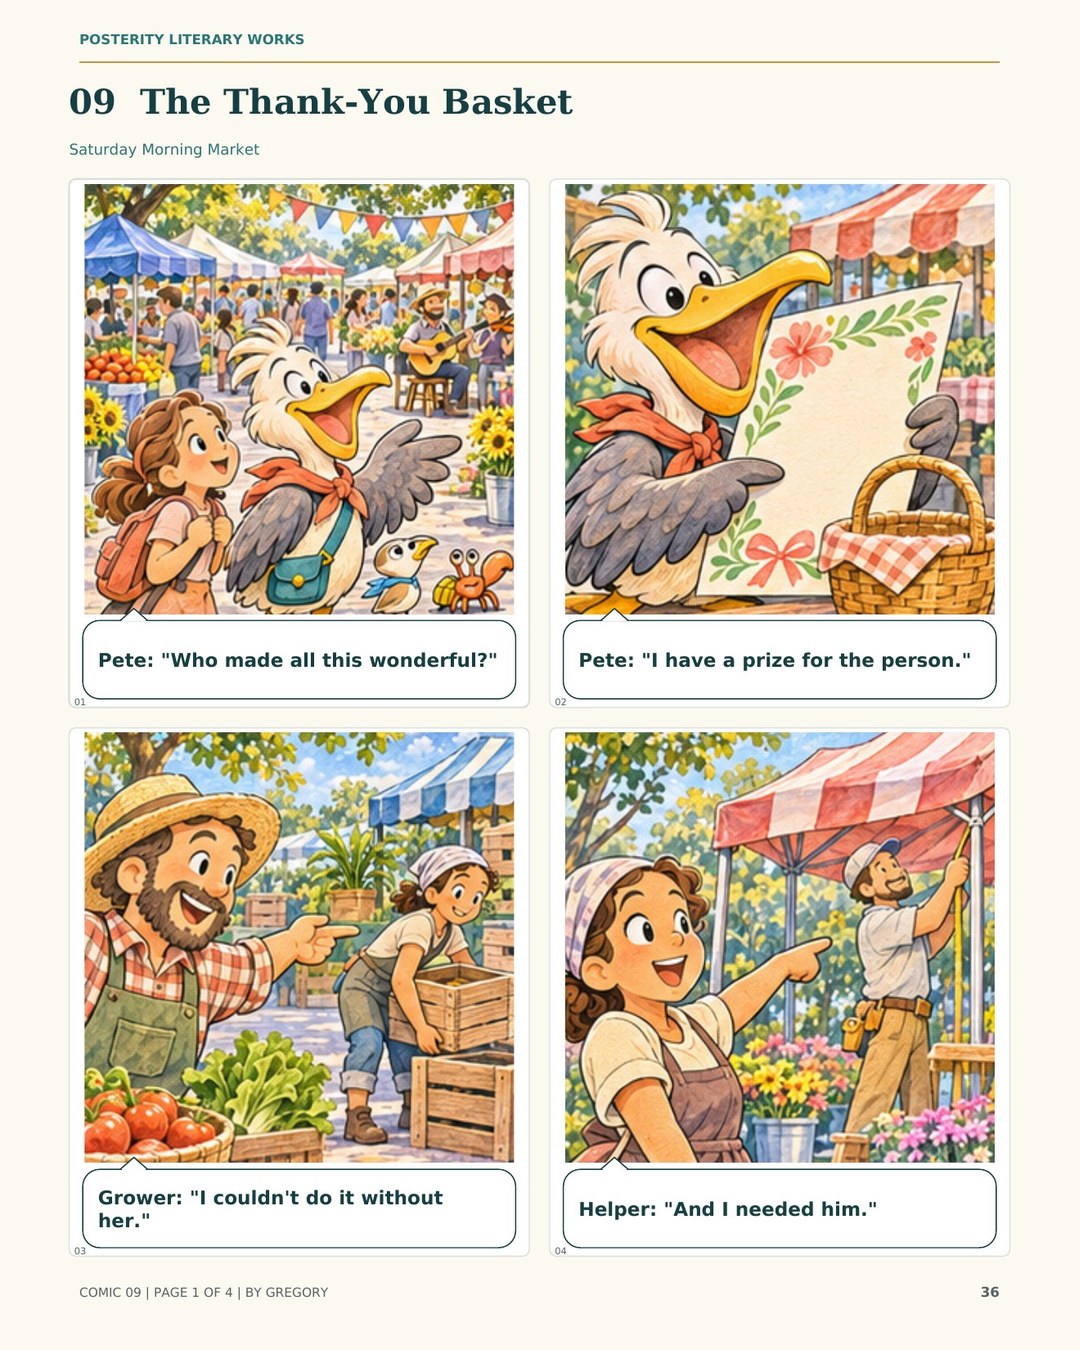 POSTERITY LITERARY WORKS
09 The Thank-You Basket
Saturday Morning Market
Pete: "Who made all this wonderful?"
01
Pete: "I have a prize for the person."
02
Grower: "I couldn't do it without
her."
03
Helper: "And I needed him."
04
COMIC 09 | PAGE 1 OF 4 | BY GREGORY
36